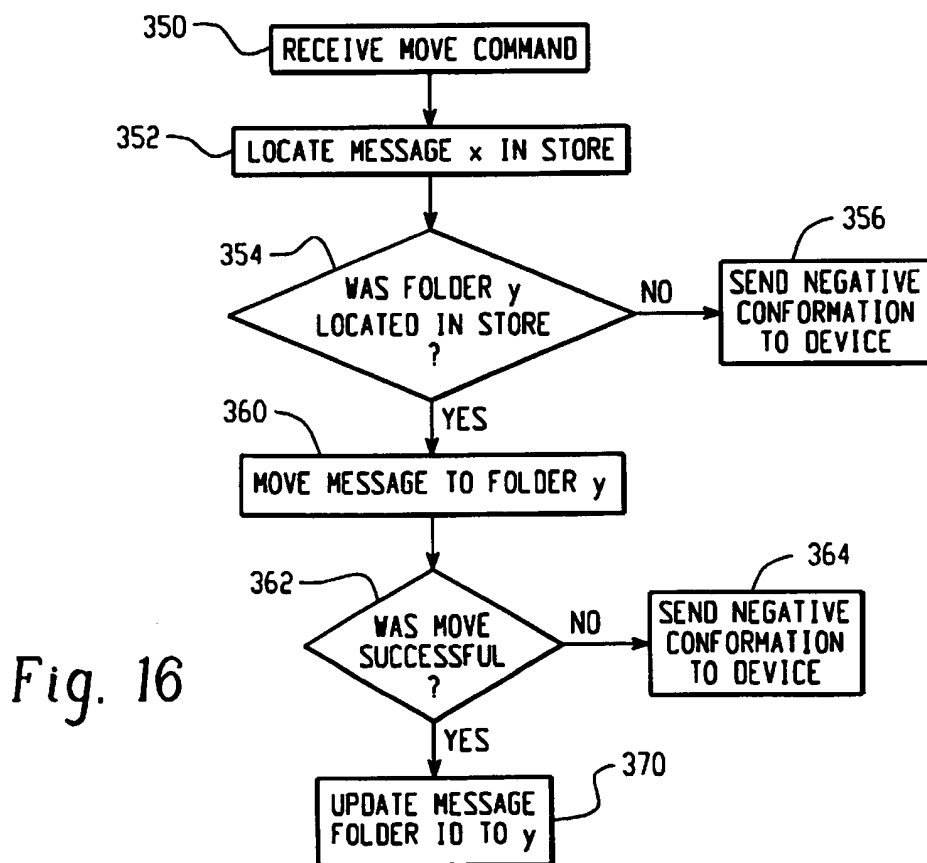 350
RECEIVE MOVE COMMAND
352
LOCATE MESSAGE x IN STORE
354
WAS FOLDER y
LOCATED IN STORE
?
NO
356
SEND NEGATIVE
CONFORMATION
TO DEVICE
YES
360
MOVE MESSAGE TO FOLDER y
362
WAS MOVE
SUCCESSFUL
?
NO
364
SEND NEGATIVE
CONFORMATION
TO DEVICE
Fig. 16
YES
370
UPDATE MESSAGE
FOLDER ID TO y